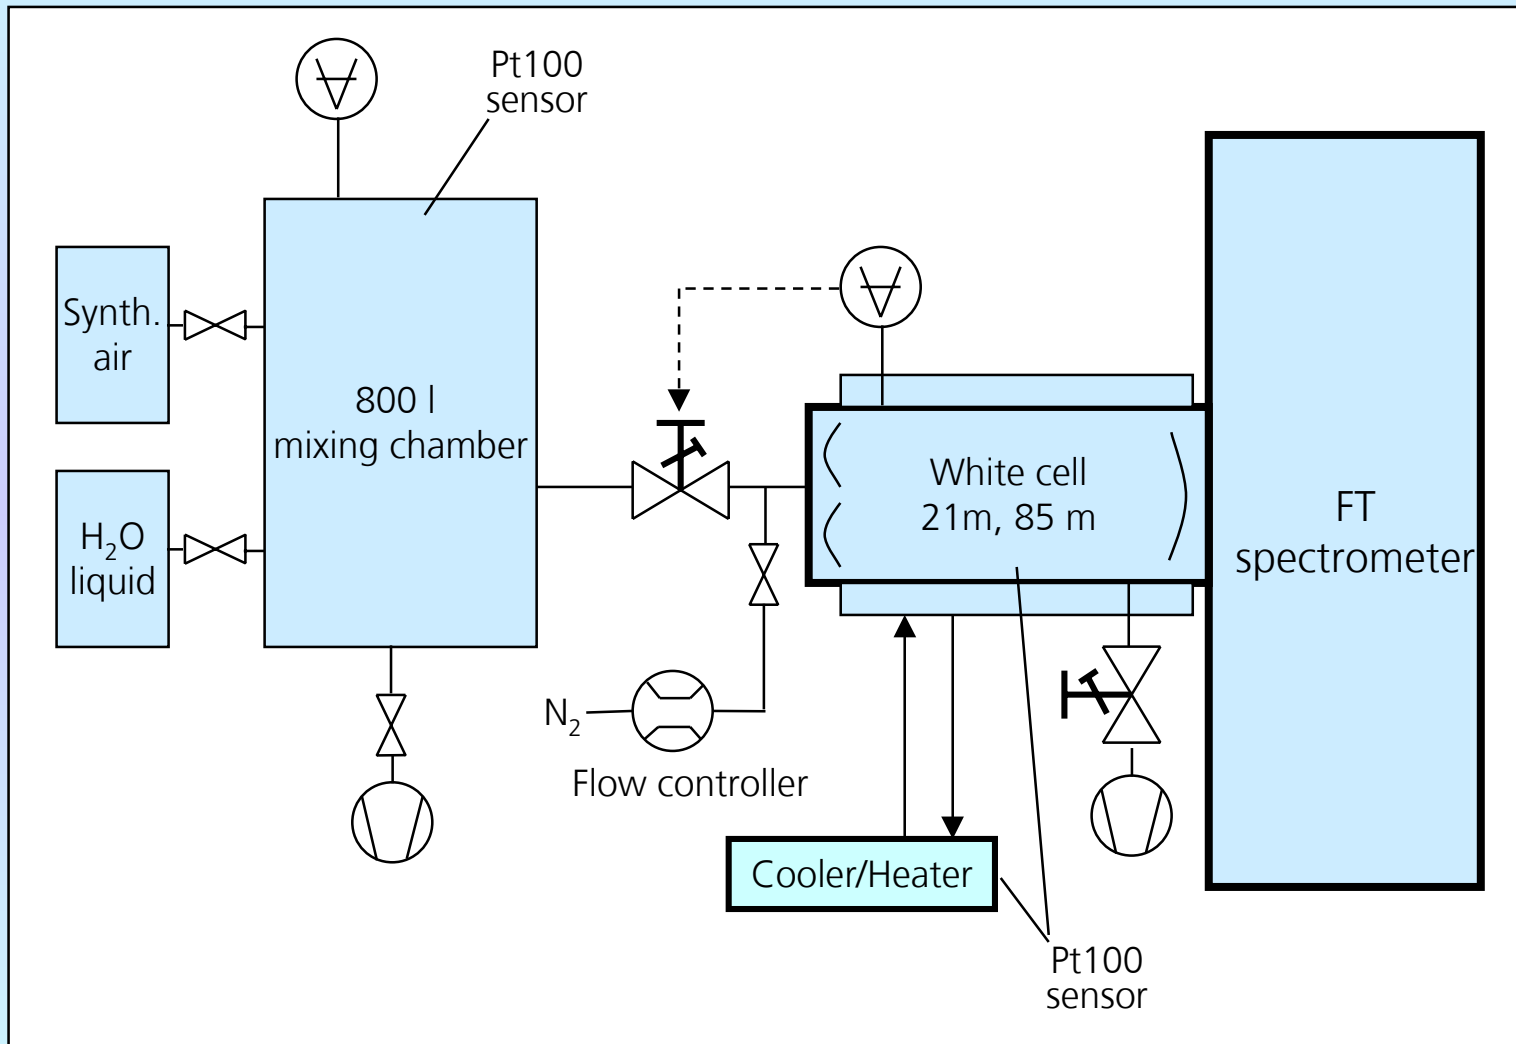 Pt100
sensor
Synth.
air
800 l
mixing chamber
H₂O
liquid
White cell
21m, 85 m
FT
spectrometer
N₂
Flow controller
Cooler/Heater
Pt100
sensor